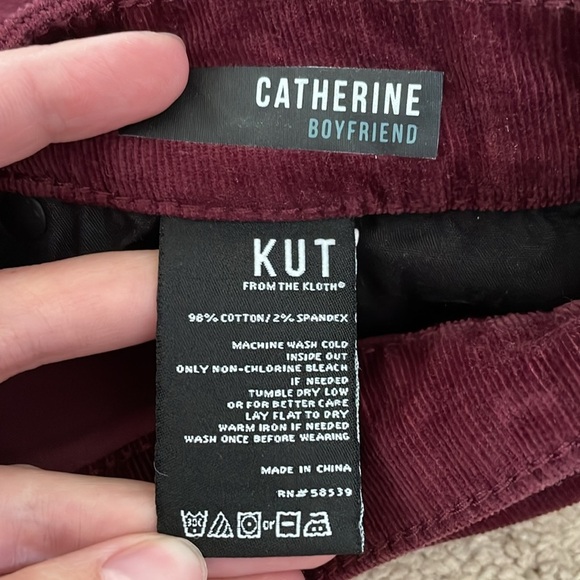 CATHERINE
BOYFRIEND
KUT
FROM THE KLOTH®
98% COTTON/2% SPANDEX
MACHINE WASH COLD
INSIDE OUT
ONLY NON-CHLORINE BLEACH
IF NEEDED
TUMBLE DRY LOW
OR FOR BETTER CARE
LAY FLAT TO DRY
WARM IRON IF NEEDED
WASH ONCE BEFORE WEARING
MADE IN CHINA
RN# 58539
OR